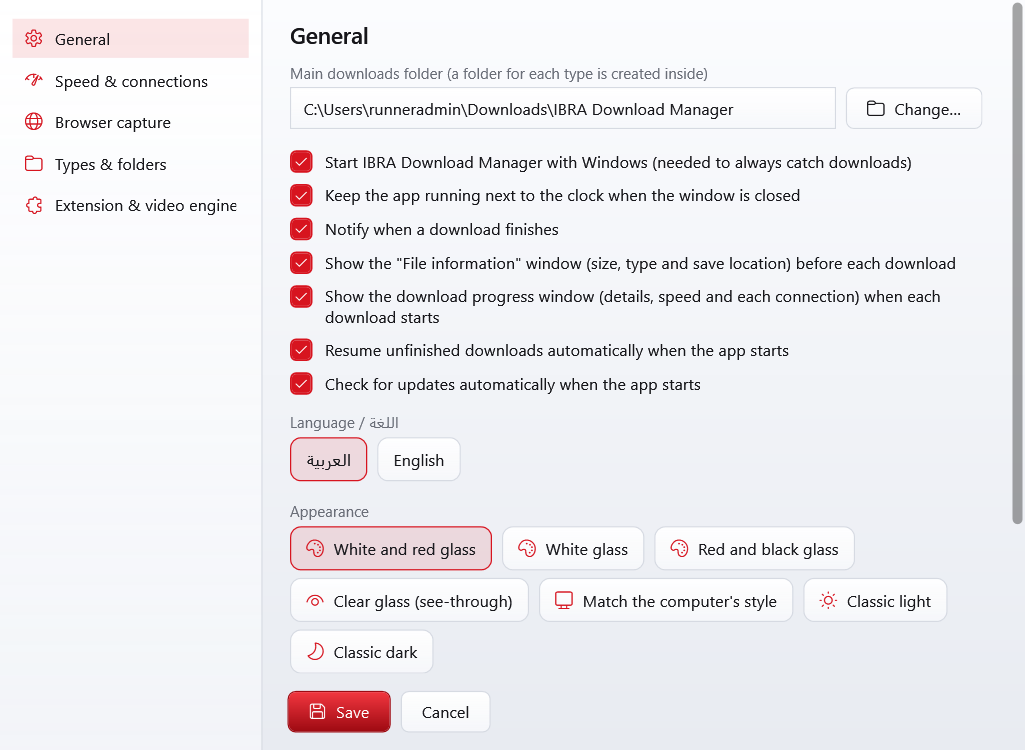 General
Speed & connections
Browser capture
Types & folders
Extension & video engine
General
Main downloads folder (a folder for each type is created inside)
C:\Users\runneradmin\Downloads\IBRA Download Manager
Change...
Start IBRA Download Manager with Windows (needed to always catch downloads)
Keep the app running next to the clock when the window is closed
Notify when a download finishes
Show the "File information" window (size, type and save location) before each download
Show the download progress window (details, speed and each connection) when each
download starts
Resume unfinished downloads automatically when the app starts
Check for updates automatically when the app starts
Language / اللغة
العربية
English
Appearance
White and red glass
White glass
Red and black glass
Clear glass (see-through)
Match the computer's style
Classic light
Classic dark
Save
Cancel